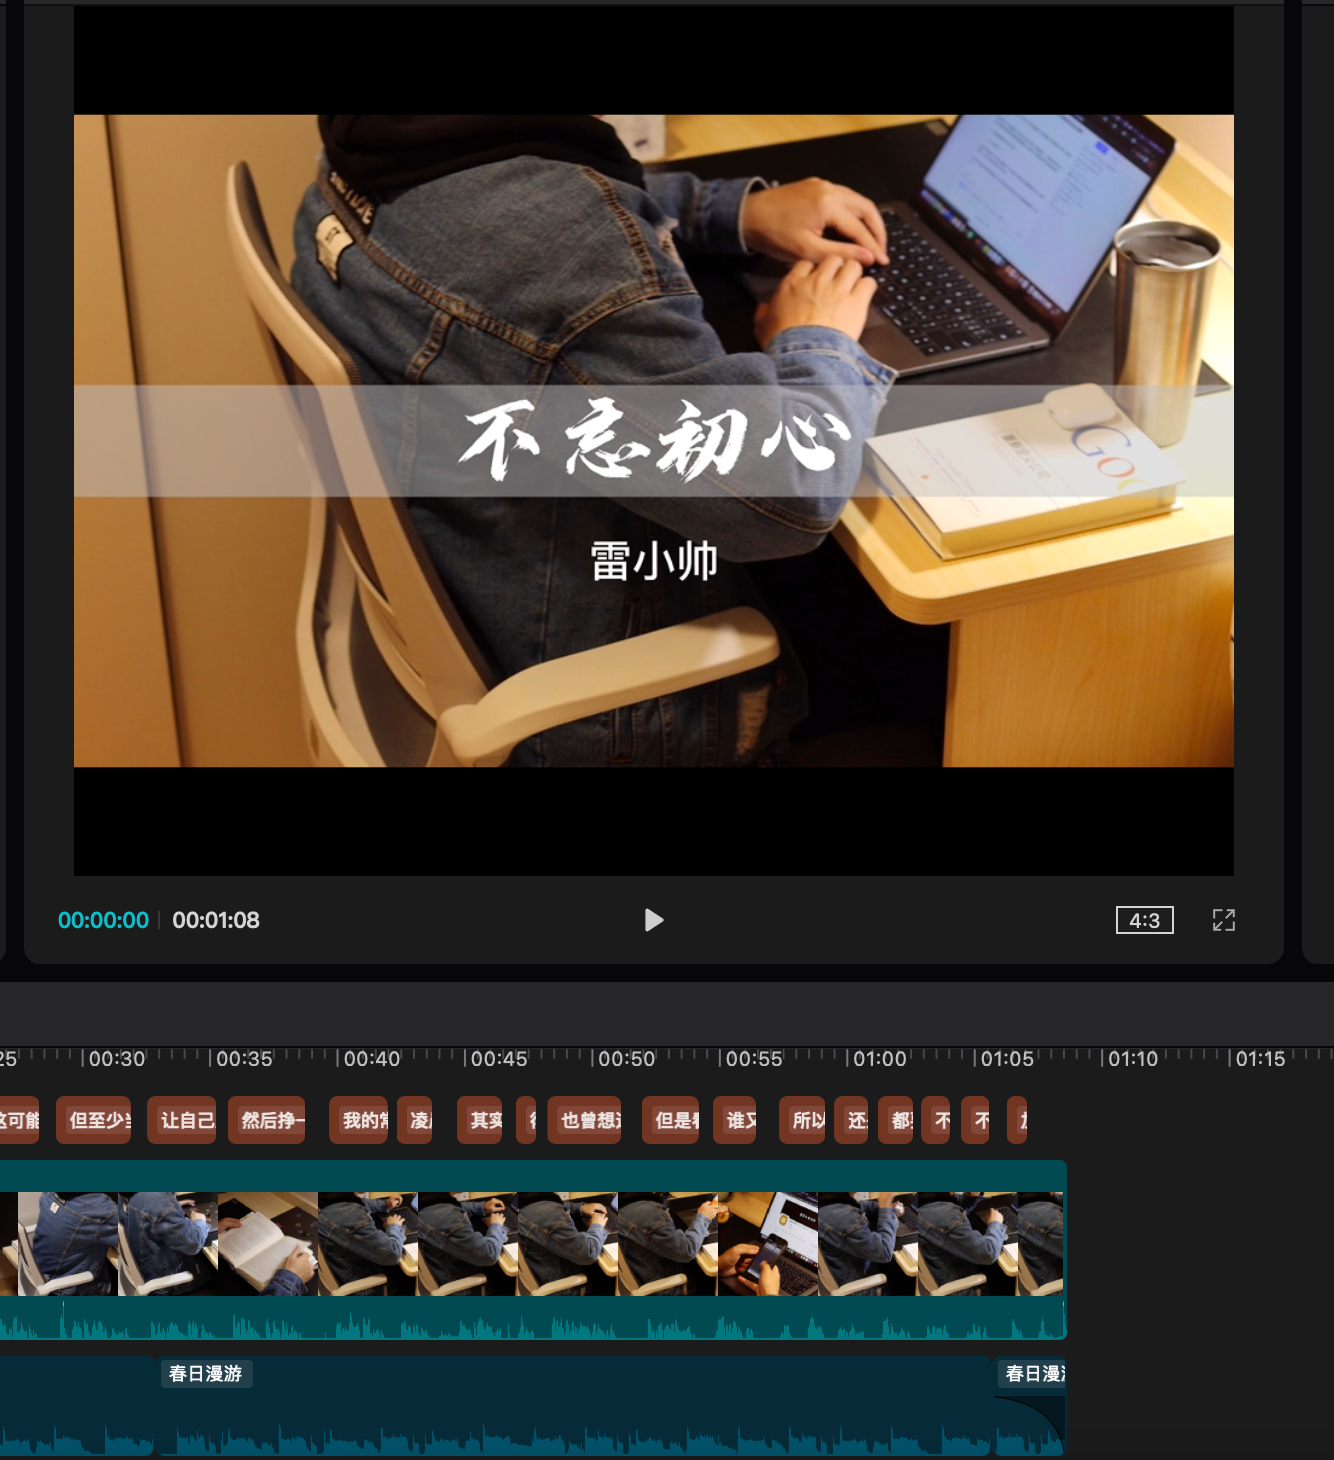 不忘初心
雷小帅
00:00:00 00:01:08
4:3
25 00:30 00:35 00:40 00:45 00:50 00:55 01:00 01:05 01:10 01:15
这可能 但至少 让自己 然后挣一 我的 凌 其实 也曾想 但是 谁又 所以 还 都 不 不
春日漫游 春日漫